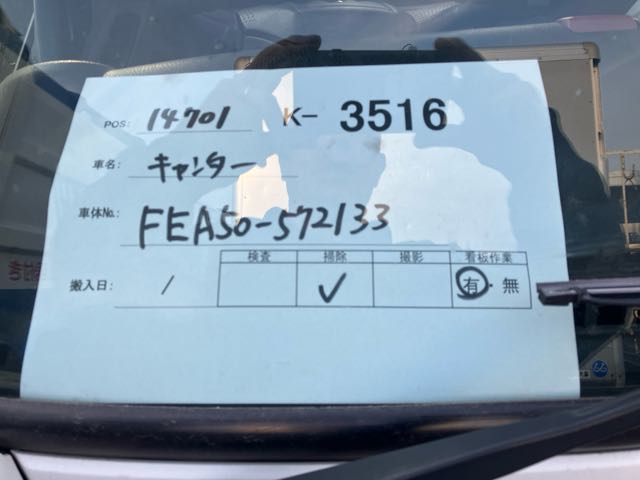 POS: 14701 K- 3516
車名: キャンター
車体No.: FEA50-572133
検査 掃除 撮影 看板作業
搬入日: / ✓ 有・無